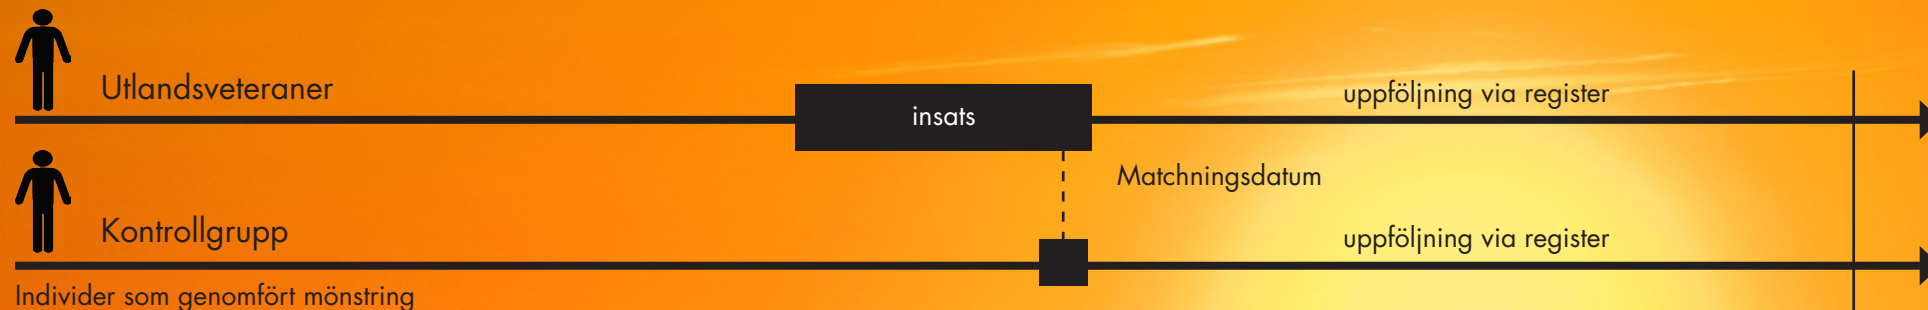 Utlandsveteraner
insats
uppföljning via register
Matchningsdatum
Kontrollgrupp
uppföljning via register
Individer som genomfört mönstring